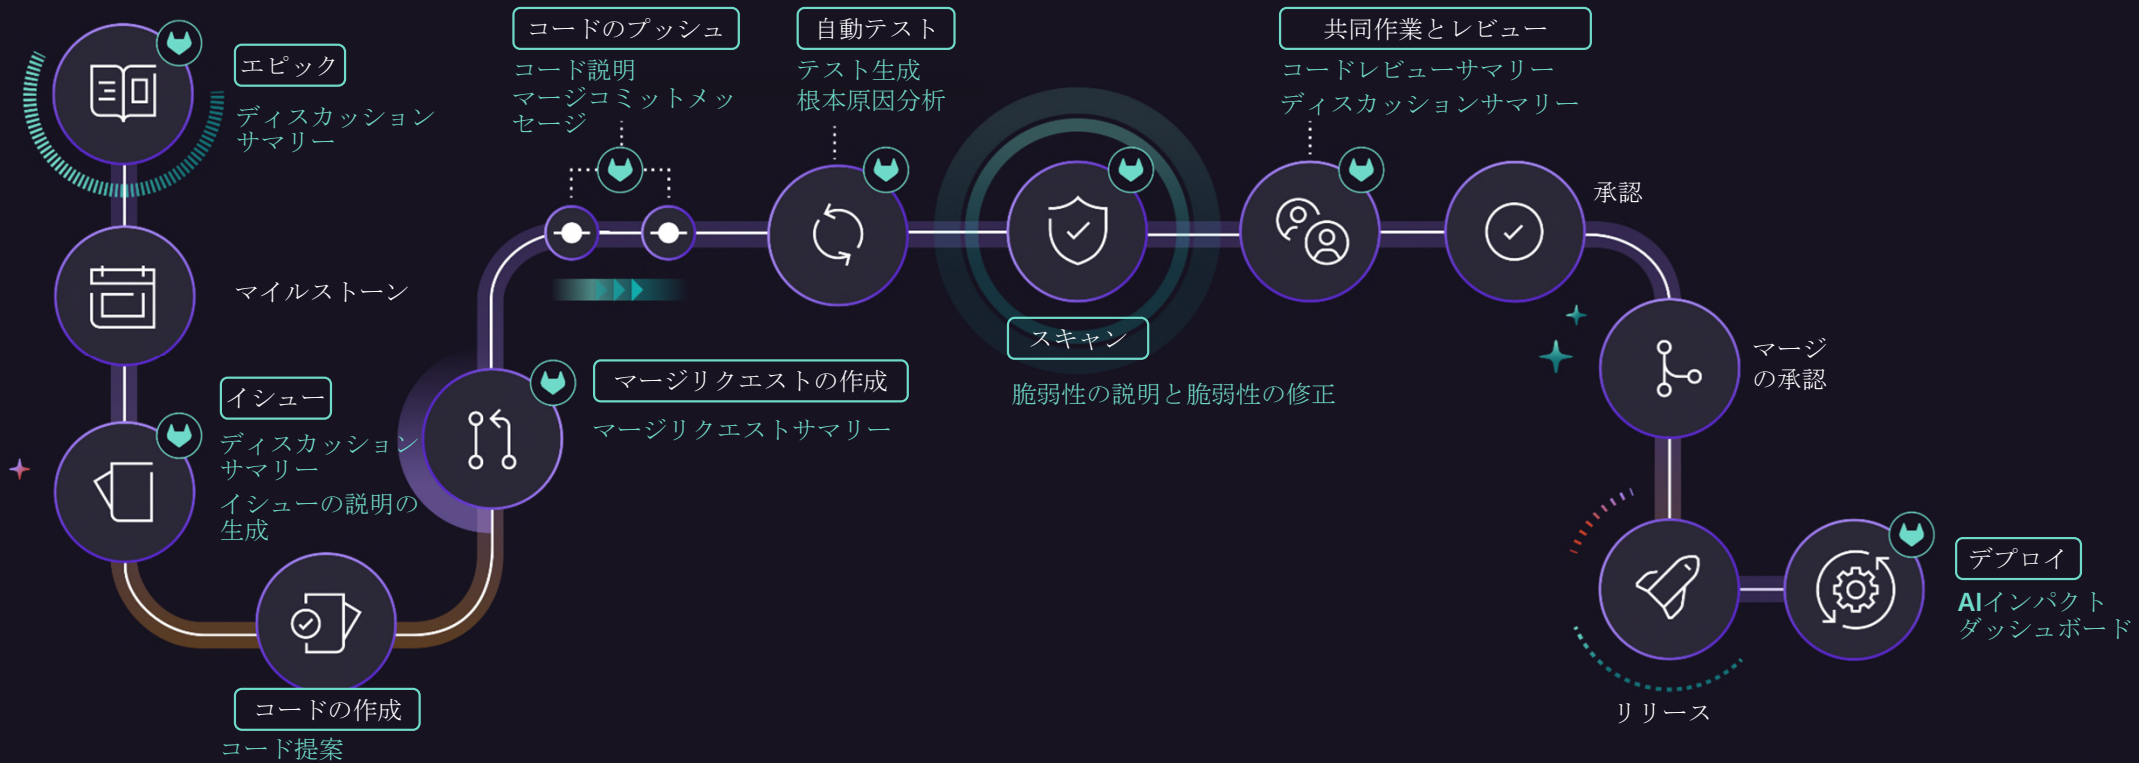 エピック
ディスカッション
サマリー
マイルストーン
イシュー
ディスカッション
サマリー
イシューの説明の
生成
コードの作成
コード提案
マージリクエストの作成
マージリクエストサマリー
コードのプッシュ
コード説明
マージコミットメッ
セージ
自動テスト
テスト生成
根本原因分析
スキャン
脆弱性の説明と脆弱性の修正
共同作業とレビュー
コードレビューサマリー
ディスカッションサマリー
承認
マージ
の承認
リリース
デプロイ
AIインパクト
ダッシュボード